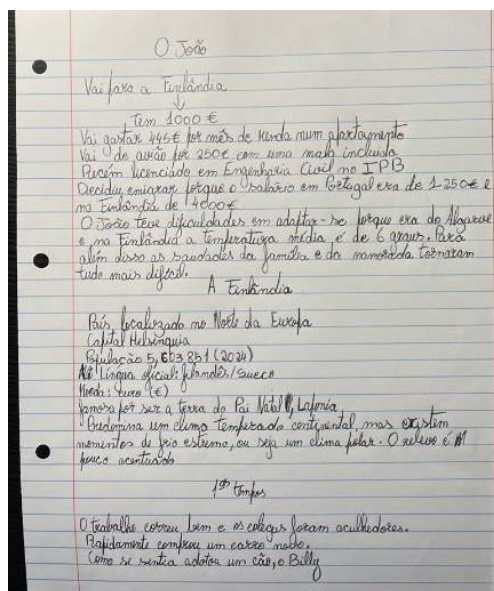 O João
Vai para a Finlândia
↓
tem 1000 €
Vai gastar 445€ por mês de renda num apartamento
Vai de avião por 250€ com uma mala incluida
Recém licenciado em Engenharia Civil no IPB
Decidiu emigrar porque o salário em Portugal era de 1250€ e
na Finlândia de 4000€
O João teve dificuldades em adaptar-se porque era do Algarve
e na Finlândia a temperatura média é de 6 graus. Para
além disso as saudades da família e da namorada tornaram
tudo mais difícil.
A Finlândia
País localizado no Norte da Europa
Capital Helsínquia
População 5,603 851 (2024)
Língua oficial: filandês/sueco
Moeda: euro (€)
famosa por ser a terra do Pai Natal, Lapónia
Predomina um clima temperado continental, mas existem
momentos de frio extremo, ou seja um clima polar. O relevo é
pouco acentuado
1ºs tempos
O trabalho correu bem e os colegas foram acolhedores.
Rapidamente comprou um carro novo.
Como se sentia adotou um cão, o Billy